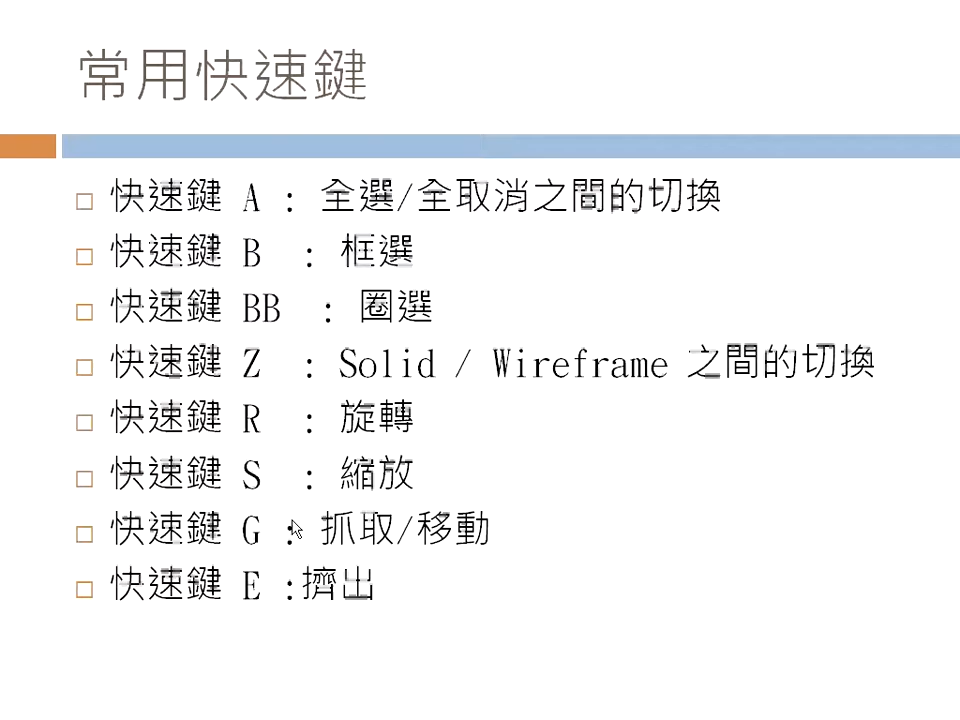 常用快速鍵
快速鍵 A : 全選/全取消之間的切換
快速鍵 B : 框選
快速鍵 BB : 圈選
快速鍵 Z : Solid / Wireframe 之間的切換
快速鍵 R : 旋轉
快速鍵 S : 縮放
快速鍵 G : 抓取/移動
快速鍵 E :擠出